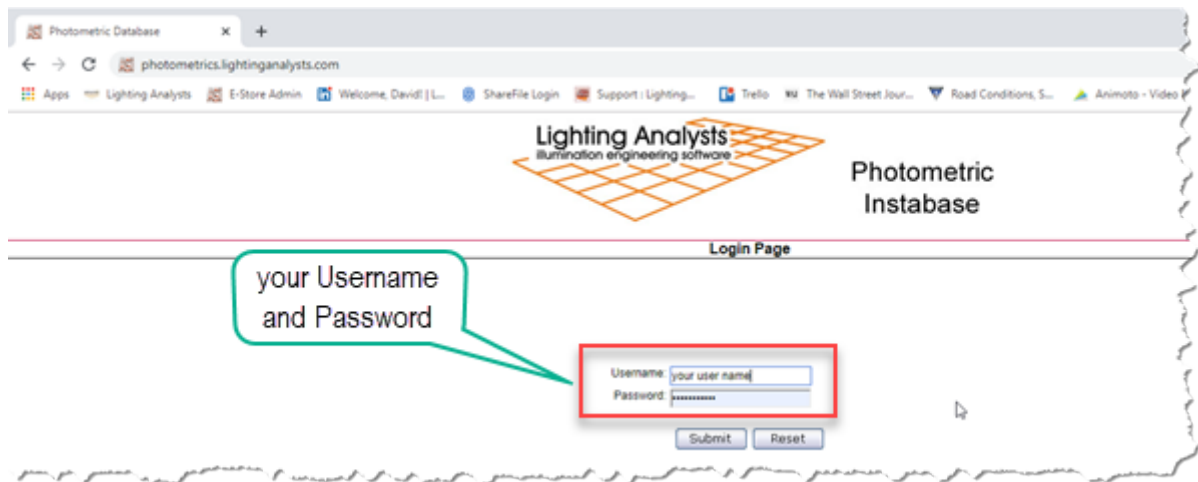 Photometric Database
photometrics.lightinganalysts.com
Apps Lighting Analysts E-Store Admin Welcome, David! | L... ShareFile Login Support : Lighting... Trello WSJ The Wall Street Jour... Road Conditions, S... Animoto - Video
Lighting Analysts
illumination engineering software
Photometric
Instabase
Login Page
your Username
and Password
Username: your user name
Password: ••••••••••••
Submit Reset